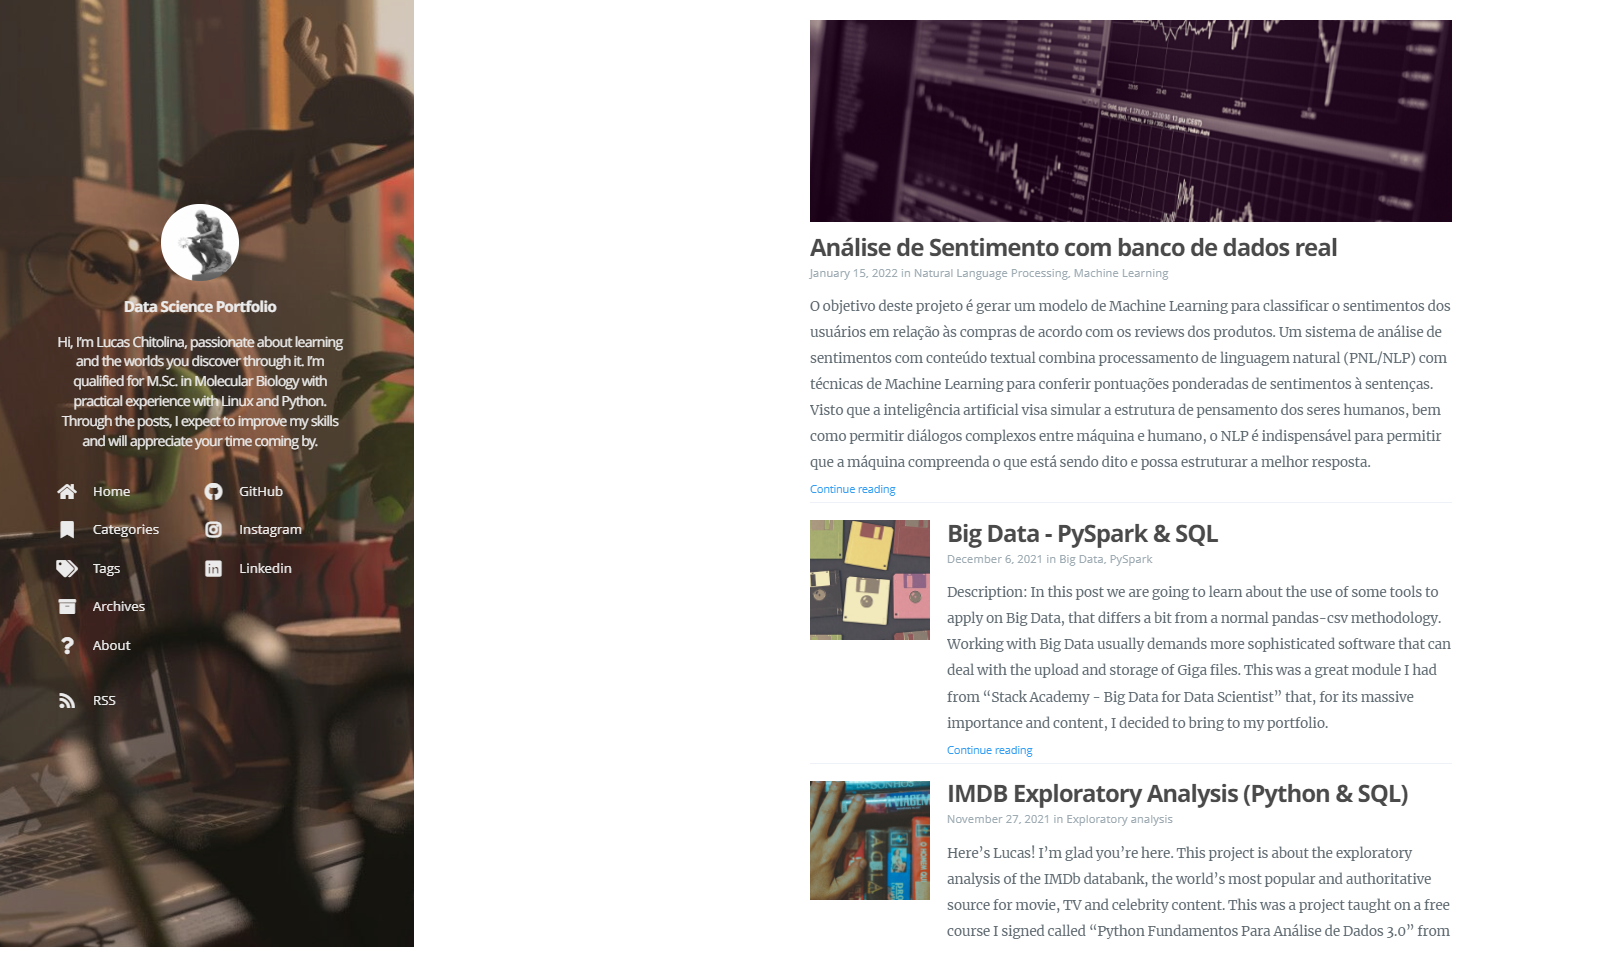 Data Science Portfolio
Hi, I'm Lucas Chitolina, passionate about learning
and the worlds you discover through it. I'm
qualified for M.Sc. in Molecular Biology with
practical experience with Linux and Python.
Through the posts, I expect to improve my skills
and will appreciate your time coming by.
Home
Categories
Tags
Archives
About
RSS
GitHub
Instagram
Linkedin
Análise de Sentimento com banco de dados real
January 15, 2022 in Natural Language Processing, Machine Learning
O objetivo deste projeto é gerar um modelo de Machine Learning para classificar o sentimentos dos
usuários em relação às compras de acordo com os reviews dos produtos. Um sistema de análise de
sentimentos com conteúdo textual combina processamento de linguagem natural (PNL/NLP) com
técnicas de Machine Learning para conferir pontuações ponderadas de sentimentos à sentenças.
Visto que a inteligência artificial visa simular a estrutura de pensamento dos seres humanos, bem
como permitir diálogos complexos entre máquina e humano, o NLP é indispensável para permitir
que a máquina compreenda o que está sendo dito e possa estruturar a melhor resposta.
Continue reading
Big Data - PySpark & SQL
December 6, 2021 in Big Data, PySpark
Description: In this post we are going to learn about the use of some tools to
apply on Big Data, that differs a bit from a normal pandas-csv methodology.
Working with Big Data usually demands more sophisticated software that can
deal with the upload and storage of Giga files. This was a great module I had
from “Stack Academy - Big Data for Data Scientist” that, for its massive
importance and content, I decided to bring to my portfolio.
Continue reading
IMDB Exploratory Analysis (Python & SQL)
November 27, 2021 in Exploratory analysis
Here’s Lucas! I’m glad you’re here. This project is about the exploratory
analysis of the IMDb databank, the world’s most popular and authoritative
source for movie, TV and celebrity content. This was a project taught on a free
course I signed called “Python Fundamentos Para Análise de Dados 3.0” from